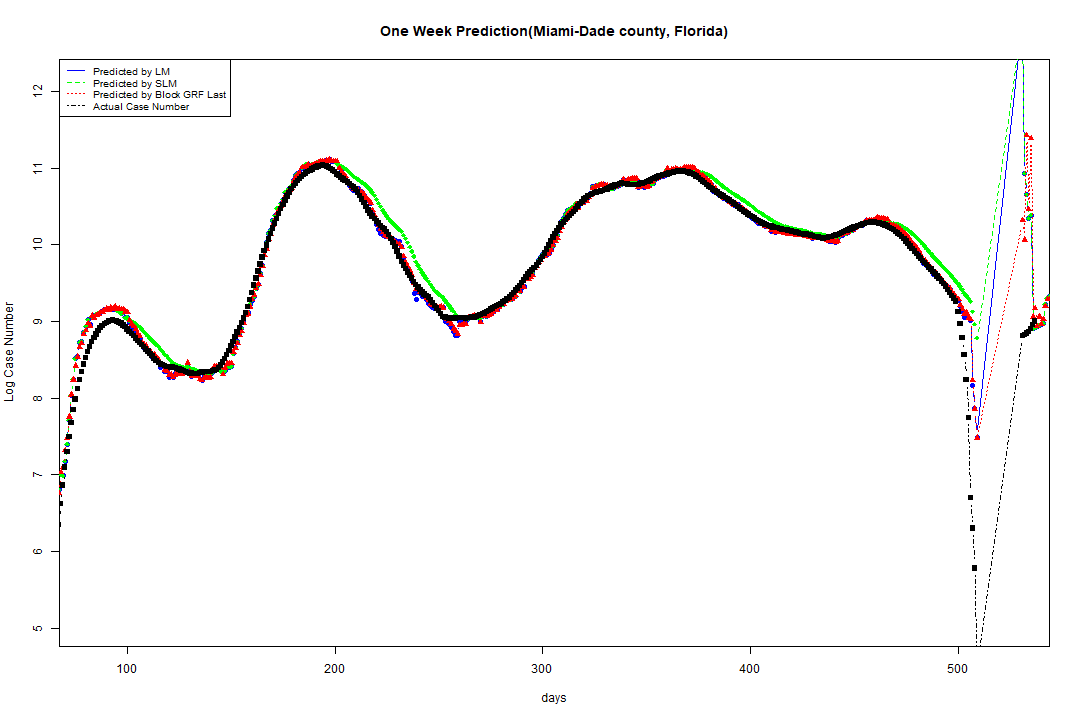 One Week Prediction(Miami-Dade county, Florida)
Predicted by LM
Predicted by SLM
Predicted by Block GRF Last
Actual Case Number
12
11
10
9
8
7
6
5
Log Case Number
100 200 300 400 500
days